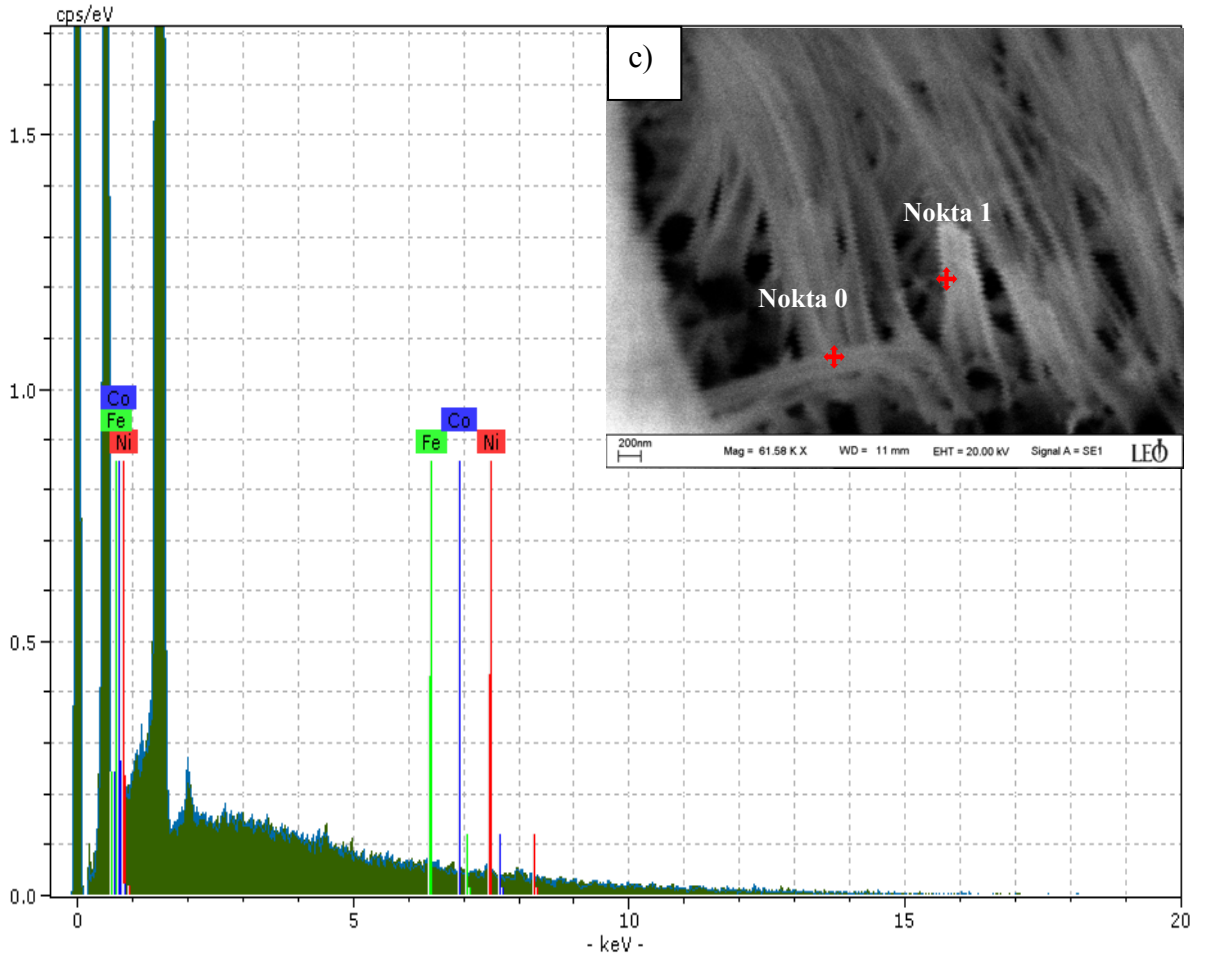 cps/eV
c)
1.5
Nokta 1
Nokta 0
1.0
Co
Fe
Ni
Co
Fe
Ni
200nm
Mag = 61.58 K X
WD = 11 mm
EHT = 20.00 kV
Signal A = SE1
LEO
0.5
0.0
0
5
10
15
20
- keV -